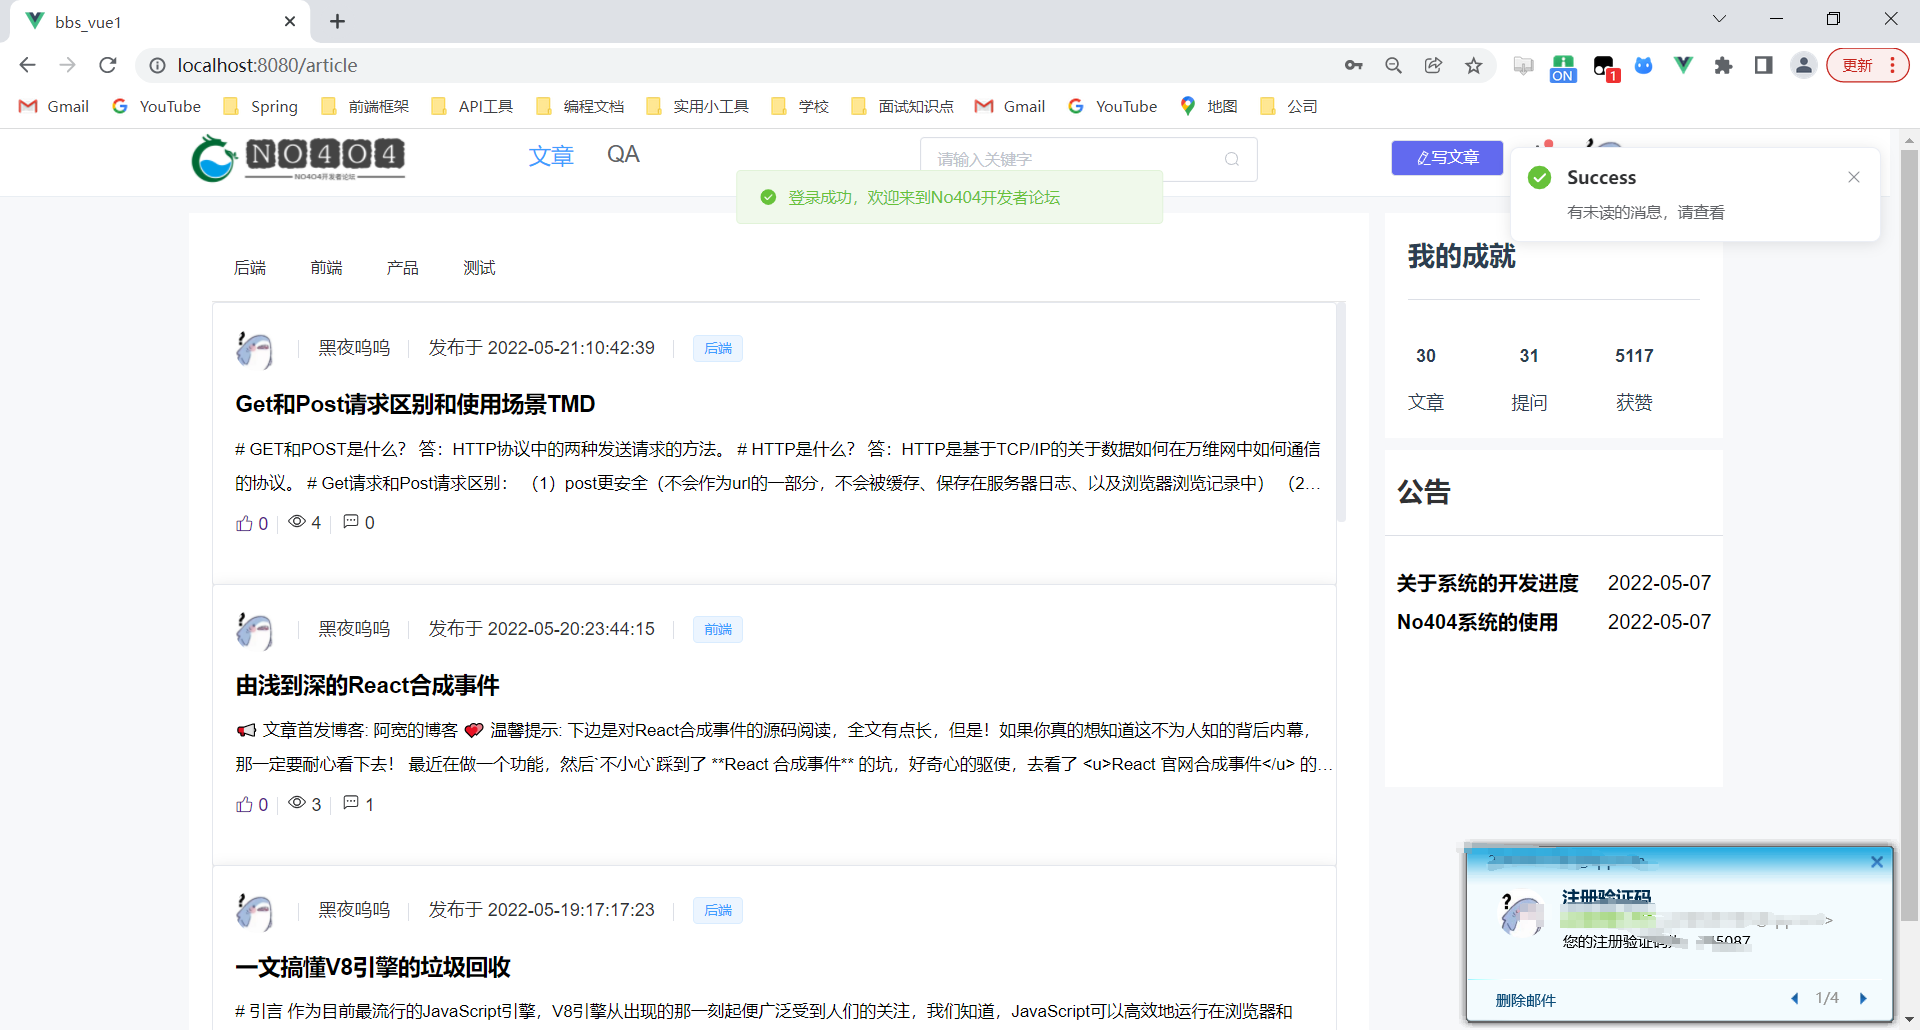 bbs_vue1
localhost:8080/article
ON
1
更新
Gmail
YouTube
Spring
前端框架
API工具
编程文档
实用小工具
学校
面试知识点
Gmail
YouTube
地图
公司
NO404
NO404开发者论坛
文章
QA
请输入关键字
写文章
登录成功，欢迎来到No404开发者论坛
Success
有未读的消息，请查看
后端
前端
产品
测试
黑夜呜呜
发布于 2022-05-21:10:42:39
后端
Get和Post请求区别和使用场景TMD
# GET和POST是什么？ 答：HTTP协议中的两种发送请求的方法。 # HTTP是什么？ 答：HTTP是基于TCP/IP的关于数据如何在万维网中如何通信
的协议。 # Get请求和Post请求区别： （1）post更安全（不会作为url的一部分，不会被缓存、保存在服务器日志、以及浏览器浏览记录中） （2...
0
4
0
黑夜呜呜
发布于 2022-05-20:23:44:15
前端
由浅到深的React合成事件
📢 文章首发博客: 阿宽的博客 💕 温馨提示: 下边是对React合成事件的源码阅读，全文有点长，但是！如果你真的想知道这不为人知的背后内幕，
那一定要耐心看下去！ 最近在做一个功能，然后`不小心`踩到了 **React 合成事件** 的坑，好奇心的驱使，去看了 <u>React 官网合成事件</u> 的...
0
3
1
黑夜呜呜
发布于 2022-05-19:17:17:23
后端
一文搞懂V8引擎的垃圾回收
# 引言 作为目前最流行的JavaScript引擎，V8引擎从出现的那一刻起便广泛受到人们的关注，我们知道，JavaScript可以高效地运行在浏览器和
我的成就
30
31
5117
文章
提问
获赞
公告
关于系统的开发进度
2022-05-07
No404系统的使用
2022-05-07
注册验证码
您的注册验证码
5087
删除邮件
1/4